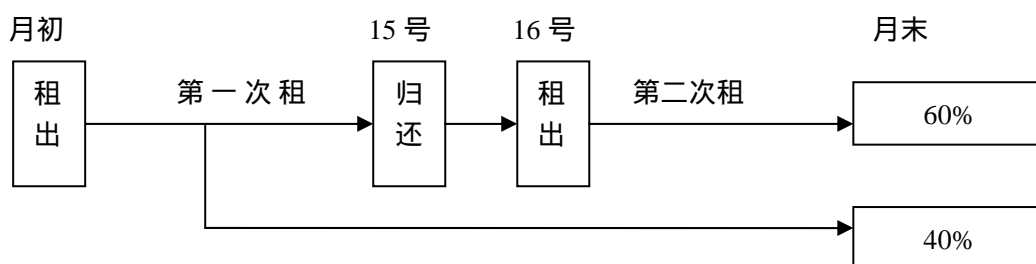 月初 15 号 16 号 月末
租出
第 一 次 租
归还
租出
第二次租
60%
40%